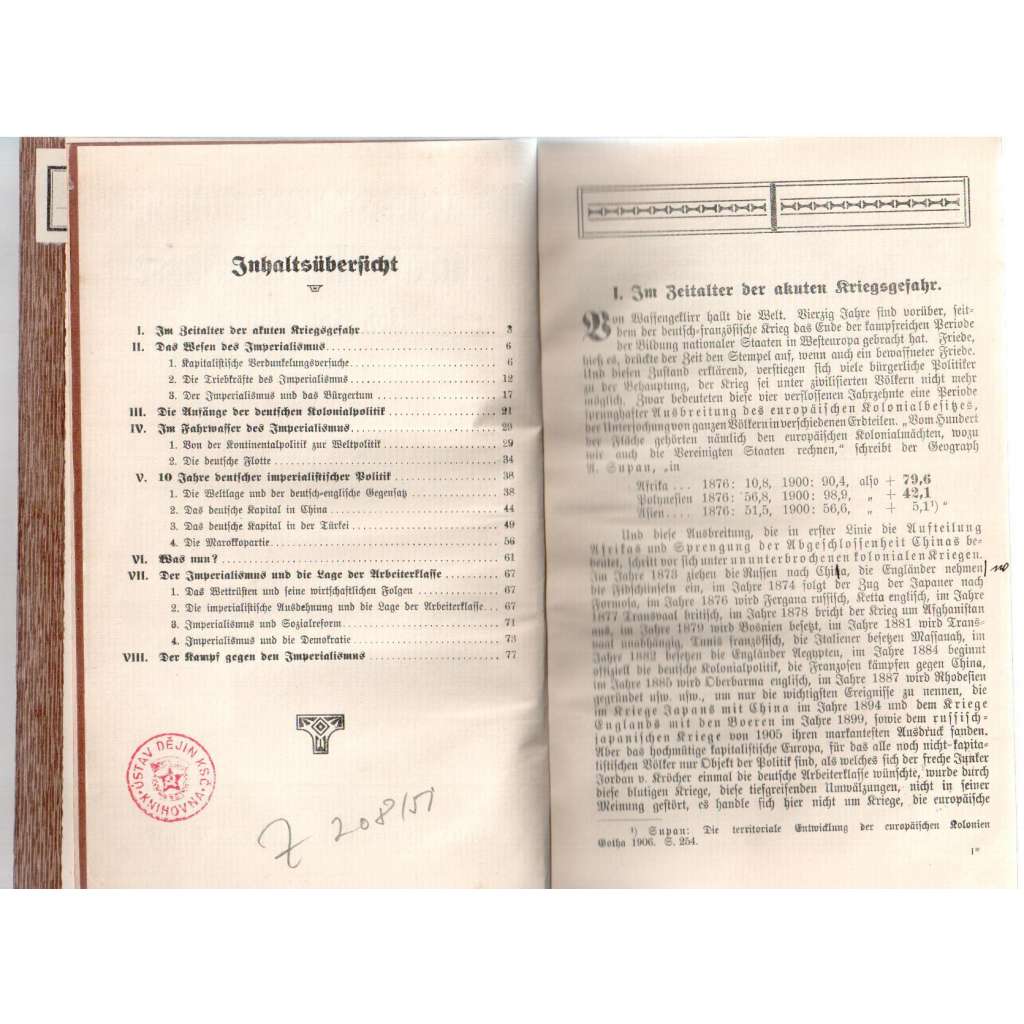 Inhaltsübersicht
I. Im Zeitalter der akuten Kriegsgefahr 3
II. Das Wesen des Imperialismus 6
1. Kapitalistische Verdunkelungsversuche 6
2. Die Triebkräfte des Imperialismus 12
3. Der Imperialismus und das Bürgertum 17
III. Die Anfänge der deutschen Kolonialpolitik 21
IV. Im Fahrwasser des Imperialismus 29
1. Von der Kontinentalpolitik zur Weltpolitik 29
2. Die deutsche Flotte 34
V. 10 Jahre deutscher imperialistischer Politik 38
1. Die Weltlage und der deutsch-englische Gegensatz 38
2. Das deutsche Kapital in China 44
3. Das deutsche Kapital in der Türkei 49
4. Die Marokkopartie 56
VI. Was nun? 61
VII. Der Imperialismus und die Lage der Arbeiterklasse 67
1. Das Wettrüsten und seine wirtschaftlichen Folgen 67
2. Die imperialistische Ausdehnung und die Lage der Arbeiterklasse 67
3. Imperialismus und Sozialreform 71
4. Imperialismus und die Demokratie 73
VIII. Der Kampf gegen den Imperialismus 77
ÚSTAV DĚJIN KSČ
KNIHOVNA
Z 208/51
I. Im Zeitalter der akuten Kriegsgefahr.
Von Waffengeklirr hallt die Welt. Vierzig Jahre sind vorüber, seit-
dem der deutsch-französische Krieg das Ende der kampfreichen Periode
der Bildung nationaler Staaten in Westeuropa gebracht hat. Friede,
hieß es, drückte der Zeit den Stempel auf, wenn auch ein bewaffneter Friede.
Und diesen Zustand erklärend, verstiegen sich viele bürgerliche Politiker
zu der Behauptung, der Krieg sei unter zivilisierten Völkern nicht mehr
möglich. Zwar bedeuteten diese vier verflossenen Jahrzehnte eine Periode
sprunghafter Ausbreitung des europäischen Kolonialbesitzes,
der Unterjochung von ganzen Völkern in verschiedenen Erdteilen. „Vom Hundert
der Fläche gehörten nämlich den europäischen Kolonialmächten, wozu
wir auch die Vereinigten Staaten rechnen,“ schreibt der Geograph
A. Supan, „in
Afrika ... 1876: 10,8, 1900: 90,4, also + 79,6
Polynesien 1876: 56,8, 1900: 98,9, „ + 42,1
Asien ... 1876: 51,5, 1900: 56,6, „ + 5,1¹) “
Und diese Ausbreitung, die in erster Linie die Aufteilung
Afrikas und Sprengung der Abgeschlossenheit Chinas be-
deutet, schritt vor sich unter ununterbrochenen kolonialen Kriegen.
Im Jahre 1873 ziehen die Russen nach China, die Engländer nehmen
die Fidschiinseln ein, im Jahre 1874 folgt der Zug der Japaner nach
Formosa, im Jahre 1876 wird Fergana russisch, Ketta englisch, im Jahre
1877 Transvaal britisch, im Jahre 1878 bricht der Krieg um Afghanistan
aus, im Jahre 1879 wird Bosnien besetzt, im Jahre 1881 wird Trans-
vaal unabhängig, Tunis französisch, die Italiener besetzen Massauah, im
Jahre 1882 besetzen die Engländer Aegypten, im Jahre 1884 beginnt
offiziell die deutsche Kolonialpolitik, die Franzosen kämpfen gegen China,
im Jahre 1885 wird Oberbarma englisch, im Jahre 1887 wird Rhodesien
gegründet usw. usw., um nur die wichtigsten Ereignisse zu nennen, die
im Kriege Japans mit China im Jahre 1894 und dem Kriege
Englands mit den Boeren im Jahre 1899, sowie dem russisch-
japanischen Kriege von 1905 ihren markantesten Ausdruck fanden.
Aber das hochmütige kapitalistische Europa, für das alle noch nicht-kapita-
listischen Völker nur Objekt der Politik sind, als welches sich der freche Junker
Jordan v. Kröcher einmal die deutsche Arbeiterklasse wünschte, wurde durch
diese blutigen Kriege, diese tiefgreifenden Umwälzungen, nicht in seiner
Meinung gestört, es handle sich hier nicht um Kriege, die europäische
¹) Supan: Die territoriale Entwicklung der europäischen Kolonien
Gotha 1906. S. 254.
1*